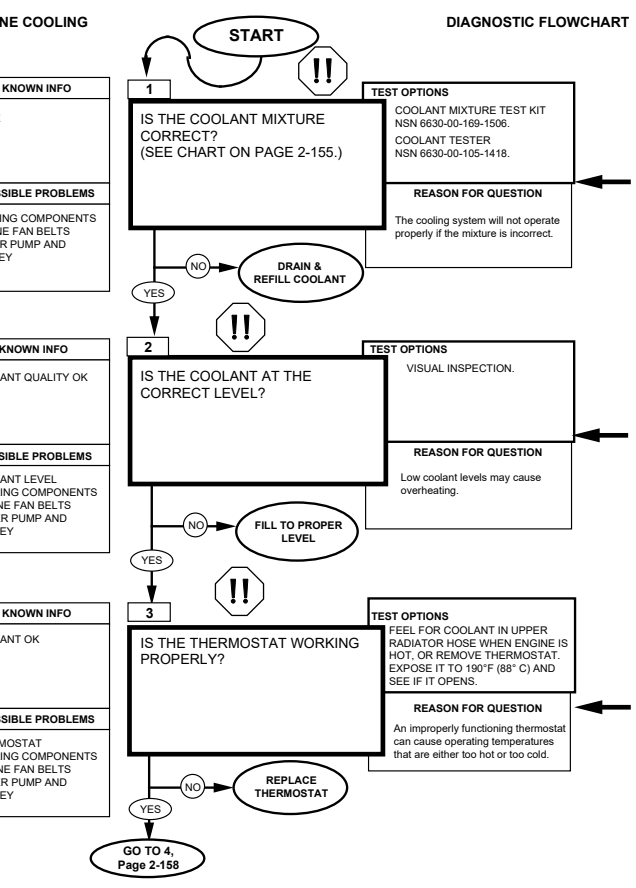 NE COOLING
DIAGNOSTIC FLOWCHART
START
!!
KNOWN INFO
SSIBLE PROBLEMS
ING COMPONENTS
NE FAN BELTS
R PUMP AND
EY
1
IS THE COOLANT MIXTURE
CORRECT?
(SEE CHART ON PAGE 2-155.)
TEST OPTIONS
COOLANT MIXTURE TEST KIT
NSN 6630-00-169-1506.
COOLANT TESTER
NSN 6630-00-105-1418.
REASON FOR QUESTION
The cooling system will not operate
properly if the mixture is incorrect.
NO
DRAIN &
REFILL COOLANT
YES
!!
KNOWN INFO
ANT QUALITY OK
SIBLE PROBLEMS
ANT LEVEL
ING COMPONENTS
NE FAN BELTS
R PUMP AND
EY
2
IS THE COOLANT AT THE
CORRECT LEVEL?
TEST OPTIONS
VISUAL INSPECTION.
REASON FOR QUESTION
Low coolant levels may cause
overheating.
NO
FILL TO PROPER
LEVEL
YES
!!
KNOWN INFO
ANT OK
SSIBLE PROBLEMS
MOSTAT
ING COMPONENTS
NE FAN BELTS
R PUMP AND
EY
3
IS THE THERMOSTAT WORKING
PROPERLY?
TEST OPTIONS
FEEL FOR COOLANT IN UPPER
RADIATOR HOSE WHEN ENGINE IS
HOT, OR REMOVE THERMOSTAT.
EXPOSE IT TO 190°F (88° C) AND
SEE IF IT OPENS.
REASON FOR QUESTION
An improperly functioning thermostat
can cause operating temperatures
that are either too hot or too cold.
NO
REPLACE
THERMOSTAT
YES
GO TO 4,
Page 2-158